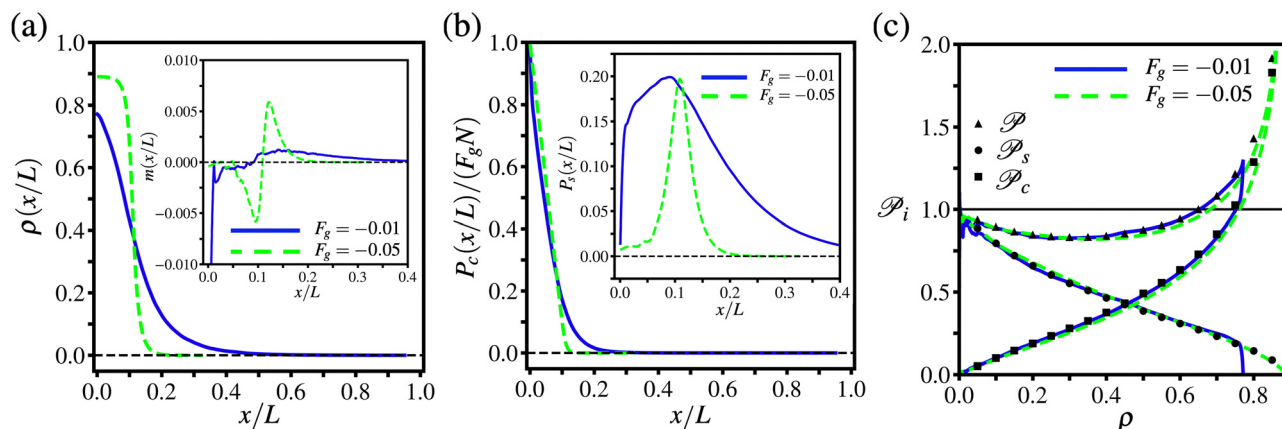 (a)
1.0
0.8
0.6
0.4
0.2
0.0
ρ(x/L)
0.0 0.2 0.4 0.6 0.8 1.0
x/L
0.010
0.005
0.000
−0.005
−0.010
m(x/L)
0.0 0.1 0.2 0.3 0.4
x/L
F_g = −0.01
F_g = −0.05
(b)
1.0
0.8
0.6
0.4
0.2
0.0
P_c(x/L)/(F_gN)
0.0 0.2 0.4 0.6 0.8 1.0
x/L
0.20
0.15
0.10
0.05
0.00
P_s(x/L)
0.0 0.1 0.2 0.3 0.4
x/L
F_g = −0.01
F_g = −0.05
(c)
2.0
1.5
1.0
0.5
0.0
𝒫_i
0.0 0.2 0.4 0.6 0.8
ρ
F_g = −0.01
F_g = −0.05
𝒫
𝒫_s
𝒫_c